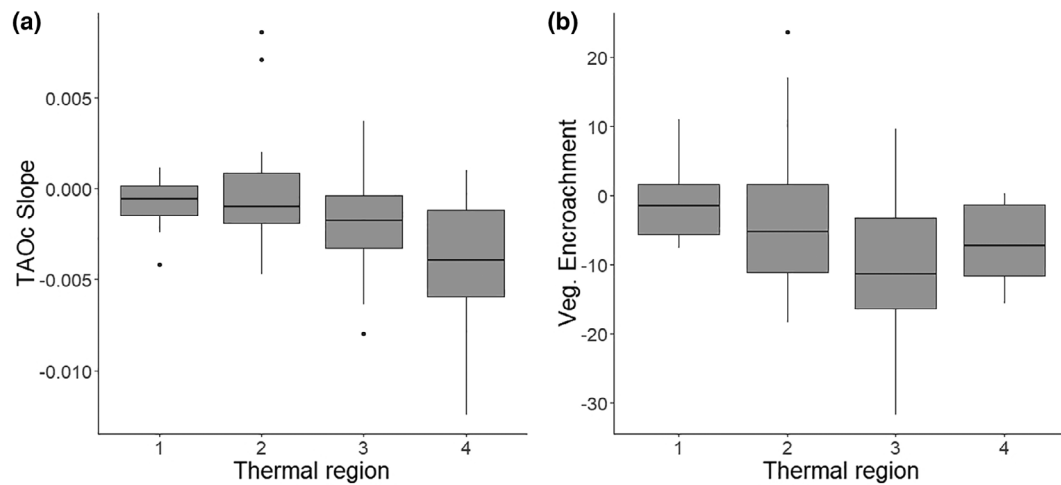 (a)
TAOc Slope
0.005
0.000
-0.005
-0.010
1 2 3 4
Thermal region
(b)
Veg. Encroachment
20
10
0
-10
-20
-30
1 2 3 4
Thermal region